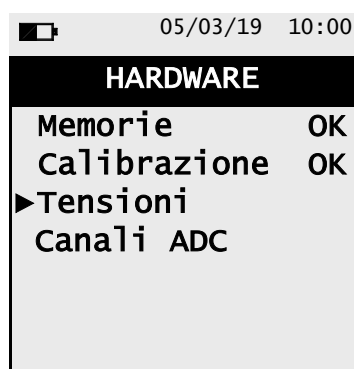 05/03/19 10:00
HARDWARE
Memorie OK
Calibrazione OK
►Tensioni
Canali ADC